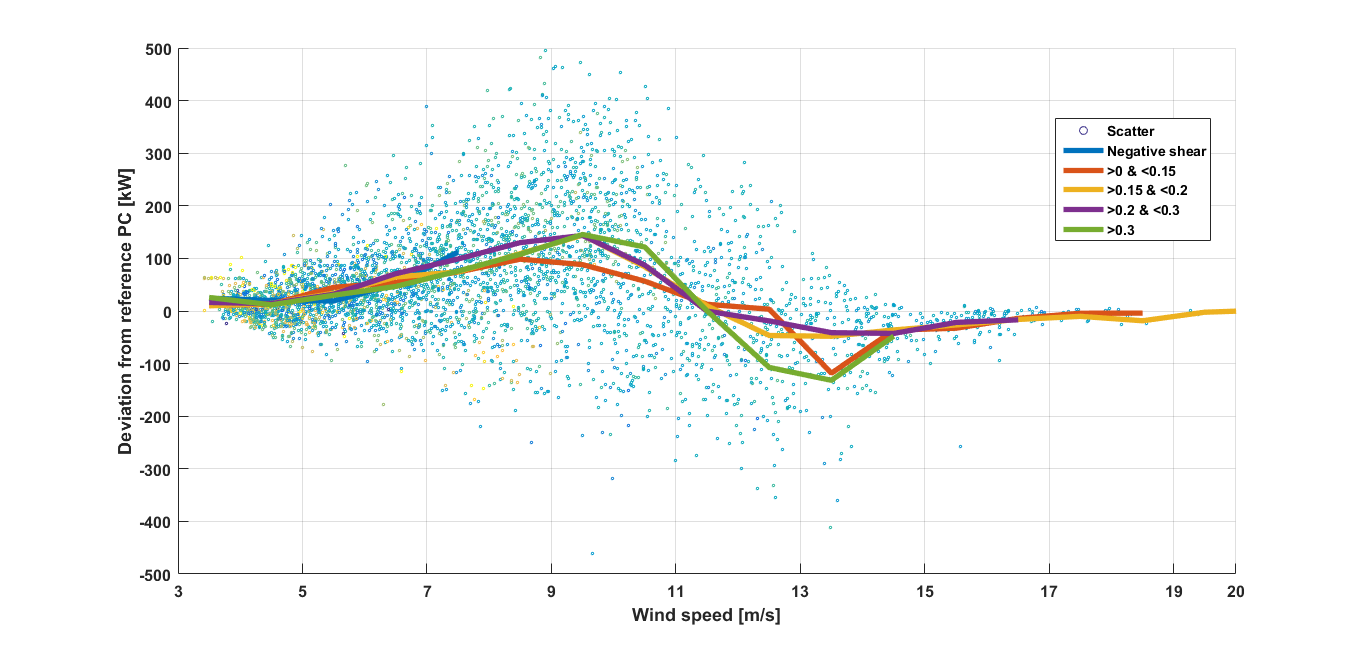 500
400
300
200
100
0
-100
-200
-300
-400
-500
Deviation from reference PC [kW]
Scatter
Negative shear
>0 & <0.15
>0.15 & <0.2
>0.2 & <0.3
>0.3
3 5 7 9 11 13 15 17 19 20
Wind speed [m/s]